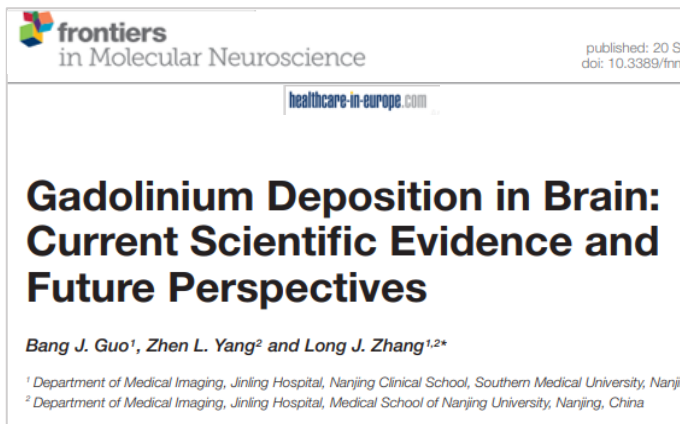 frontiers
in Molecular Neuroscience
published: 20 S
doi: 10.3389/fnm
healthcare-in-europe.com
Gadolinium Deposition in Brain:
Current Scientific Evidence and
Future Perspectives
Bang J. Guo¹, Zhen L. Yang² and Long J. Zhang¹,²*
¹ Department of Medical Imaging, Jinling Hospital, Nanjing Clinical School, Southern Medical University, Nanji
² Department of Medical Imaging, Jinling Hospital, Medical School of Nanjing University, Nanjing, China